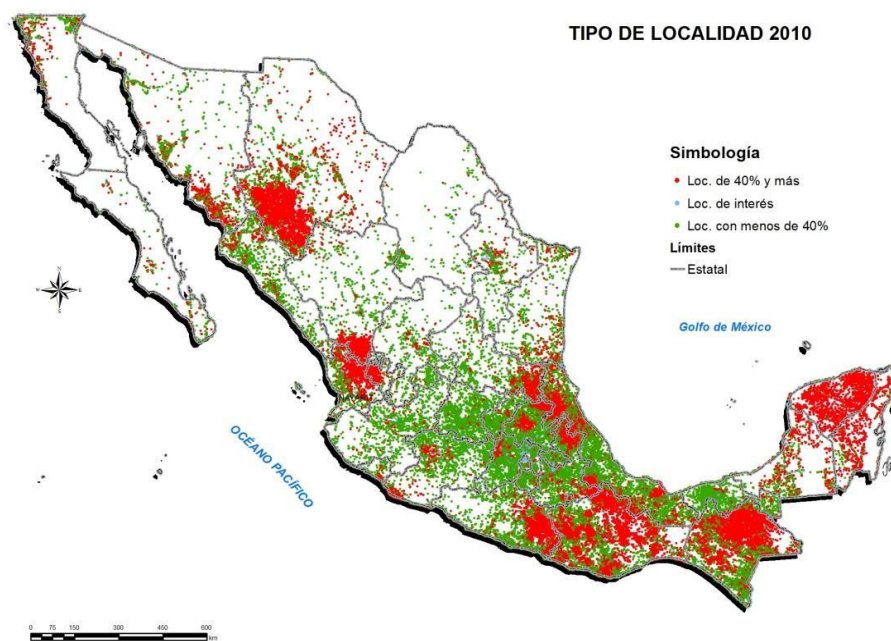 TIPO DE LOCALIDAD 2010
Simbología
Loc. de 40% y más
Loc. de interés
Loc. con menos de 40%
Límites
Estatal
N
W
E
S
Golfo de México
OCÉANO PACÍFICO
0 75 150 300 450 600
km